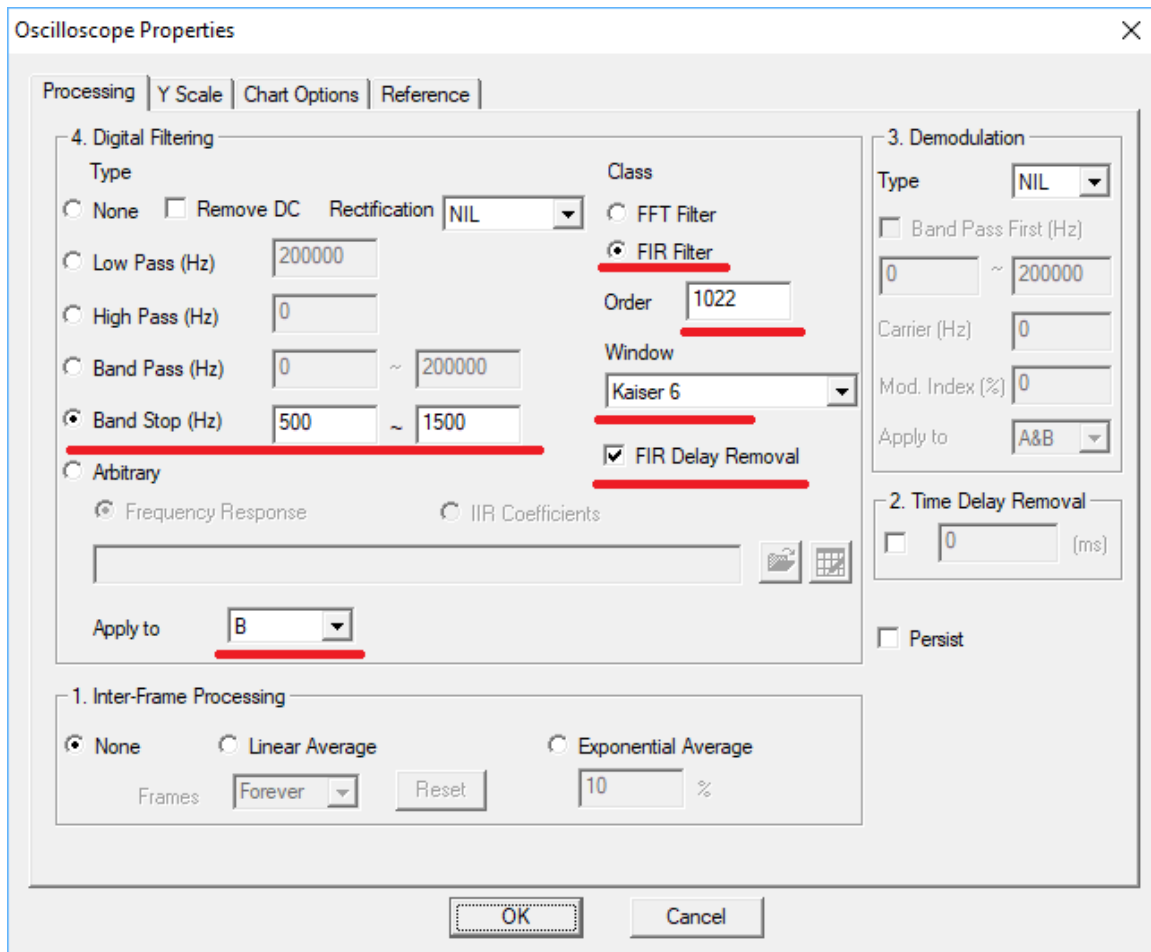 Oscilloscope Properties
Processing Y Scale Chart Options Reference
4. Digital Filtering
Type
None Remove DC Rectification NIL
Low Pass (Hz) 200000
High Pass (Hz) 0
Band Pass (Hz) 0 ~ 200000
Band Stop (Hz) 500 ~ 1500
Arbitrary
Frequency Response IIR Coefficients
Apply to B
Class
FFT Filter
FIR Filter
Order 1022
Window
Kaiser 6
FIR Delay Removal
3. Demodulation
Type NIL
Band Pass First (Hz)
0 ~ 200000
Carrier (Hz) 0
Mod. Index (%) 0
Apply to A&B
2. Time Delay Removal
0 (ms)
Persist
1. Inter-Frame Processing
None Linear Average Exponential Average
Frames Forever Reset 10 %
OK Cancel